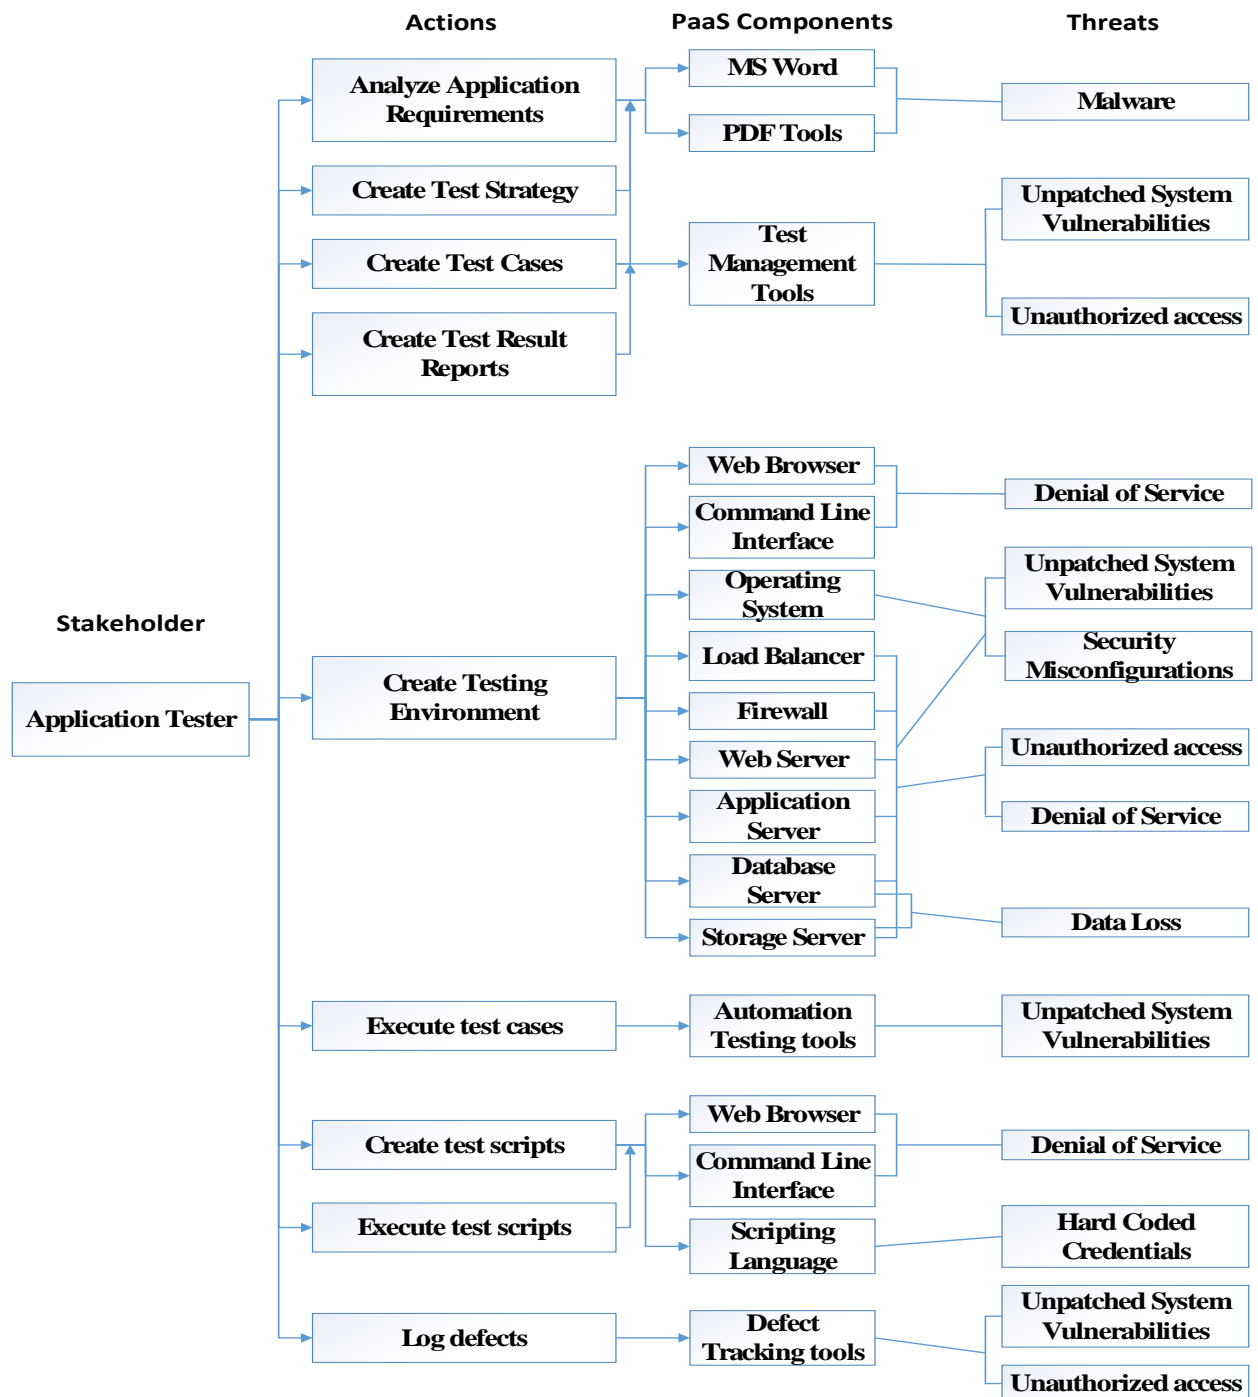 Actions
PaaS Components
Threats
Analyze Application
Requirements
MS Word
Malware
PDF Tools
Create Test Strategy
Unpatched System
Vulnerabilities
Create Test Cases
Test
Management
Tools
Unauthorized access
Create Test Result
Reports
Web Browser
Denial of Service
Command Line
Interface
Operating
System
Unpatched System
Vulnerabilities
Stakeholder
Load Balancer
Security
Misconfigurations
Application Tester
Create Testing
Environment
Firewall
Web Server
Unauthorized access
Application
Server
Denial of Service
Database
Server
Storage Server
Data Loss
Execute test cases
Automation
Testing tools
Unpatched System
Vulnerabilities
Create test scripts
Web Browser
Denial of Service
Command Line
Interface
Execute test scripts
Scripting
Language
Hard Coded
Credentials
Log defects
Defect
Tracking tools
Unpatched System
Vulnerabilities
Unauthorized access